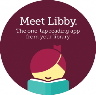 Meet Libby.
The one-tap reading app
from your library